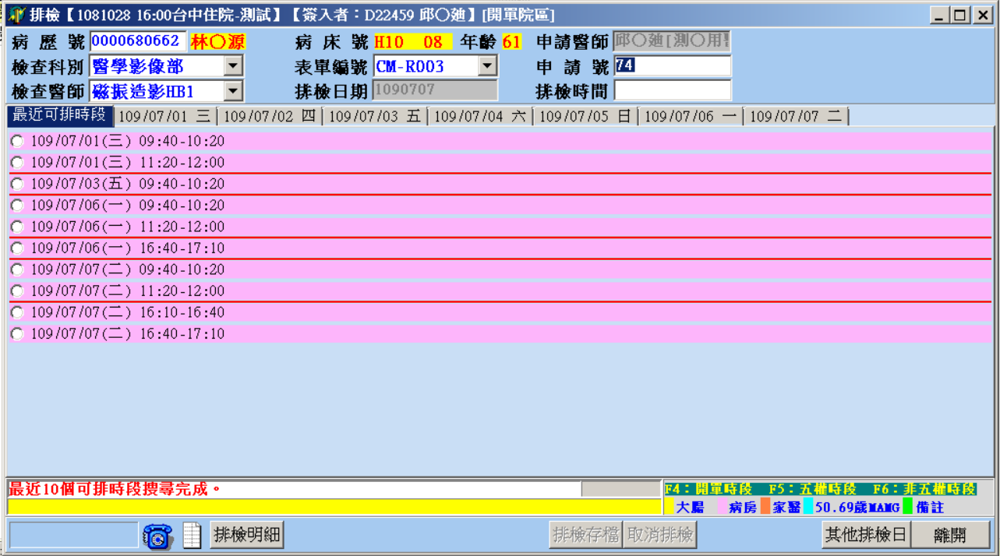 排檢【1081028 16:00台中住院-測試】【簽入者：D22459 邱○迆】[開單院區]
病 歷 號 0000680662 林○源 病 床 號 H10 08 年齡 61 申請醫師 邱○迆[測○用
檢查科別 醫學影像部 表單編號 CM-R003 申 請 號 74
檢查醫師 磁振造影HB1 排檢日期 1090707 排檢時間
最近可排時段 109/07/01 三 109/07/02 四 109/07/03 五 109/07/04 六 109/07/05 日 109/07/06 一 109/07/07 二
109/07/01(三) 09:40-10:20
109/07/01(三) 11:20-12:00
109/07/03(五) 09:40-10:20
109/07/06(一) 09:40-10:20
109/07/06(一) 11:20-12:00
109/07/06(一) 16:40-17:10
109/07/07(二) 09:40-10:20
109/07/07(二) 11:20-12:00
109/07/07(二) 16:10-16:40
109/07/07(二) 16:40-17:10
最近10個可排時段搜尋完成。
F4：開單時段 F5：五權時段 F6：非五權時段
大腸 病房 家醫 50.69歲MAMG 備註
排檢明細 排檢存檔 取消排檢 其他排檢日 離開